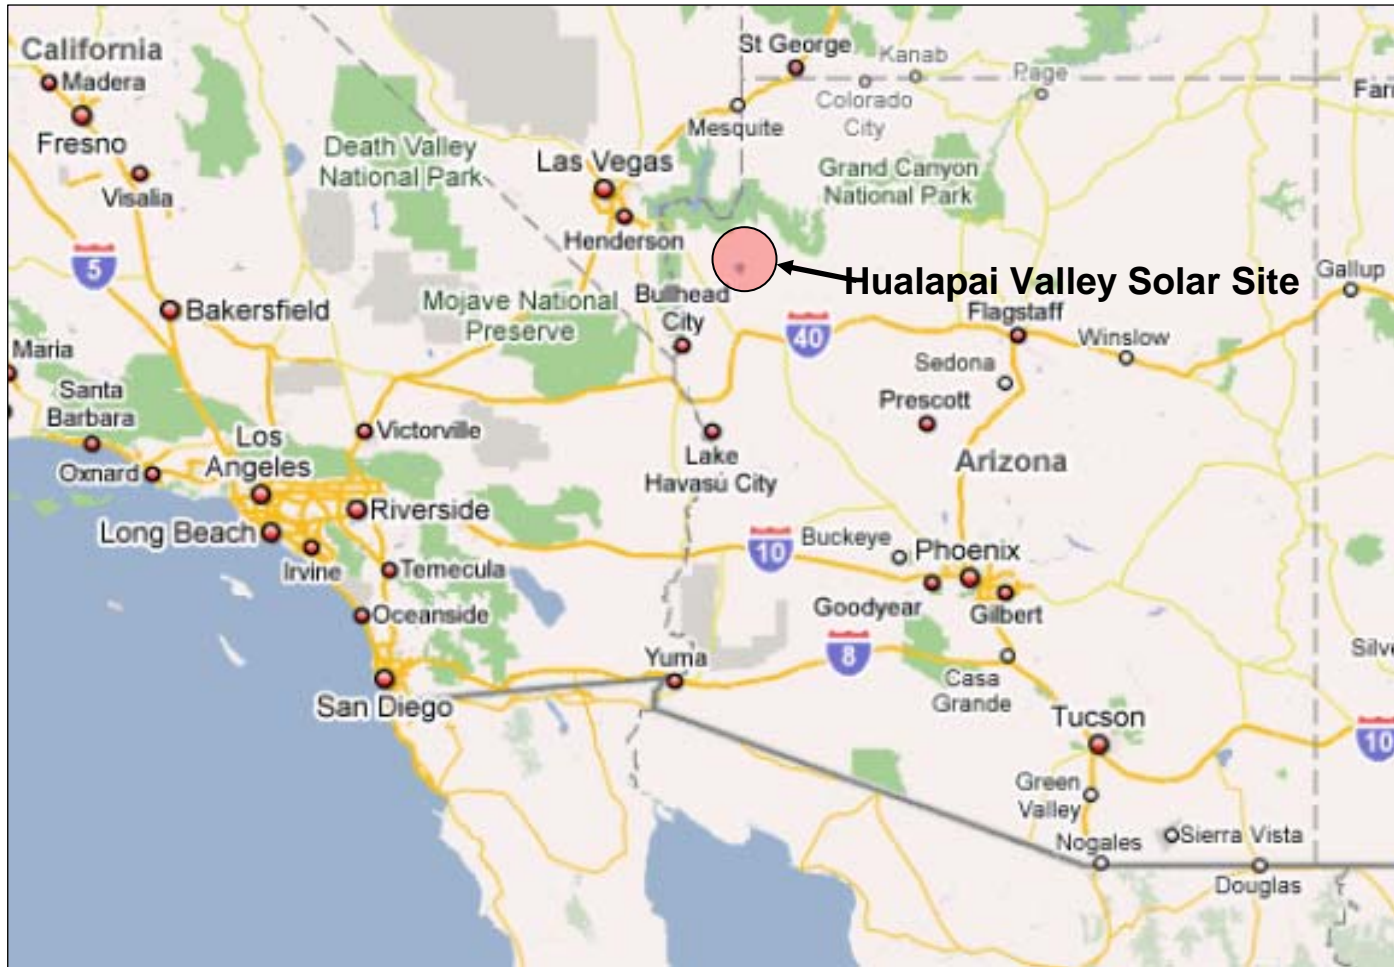 California
Madera
Fresno
Visalia
Death Valley
National Park
Las Vegas
Henderson
St George
Kanab
Page
Colorado
City
Mesquite
Grand Canyon
National Park
5
Bakersfield
Mojave National
Preserve
Bullhead
City
Hualapai Valley Solar Site
Gallup
40
Flagstaff
Winslow
Sedona
Prescott
Maria
Santa
Barbara
Oxnard
Los
Angeles
Victorville
Long Beach
Riverside
Irvine
Temecula
Oceanside
San Diego
Lake
Havasu City
Arizona
10
Buckeye
Phoenix
Goodyear
Gilbert
8
Yuma
Casa
Grande
Tucson
10
Green
Valley
Nogales
Sierra Vista
Douglas
Farr
Silve